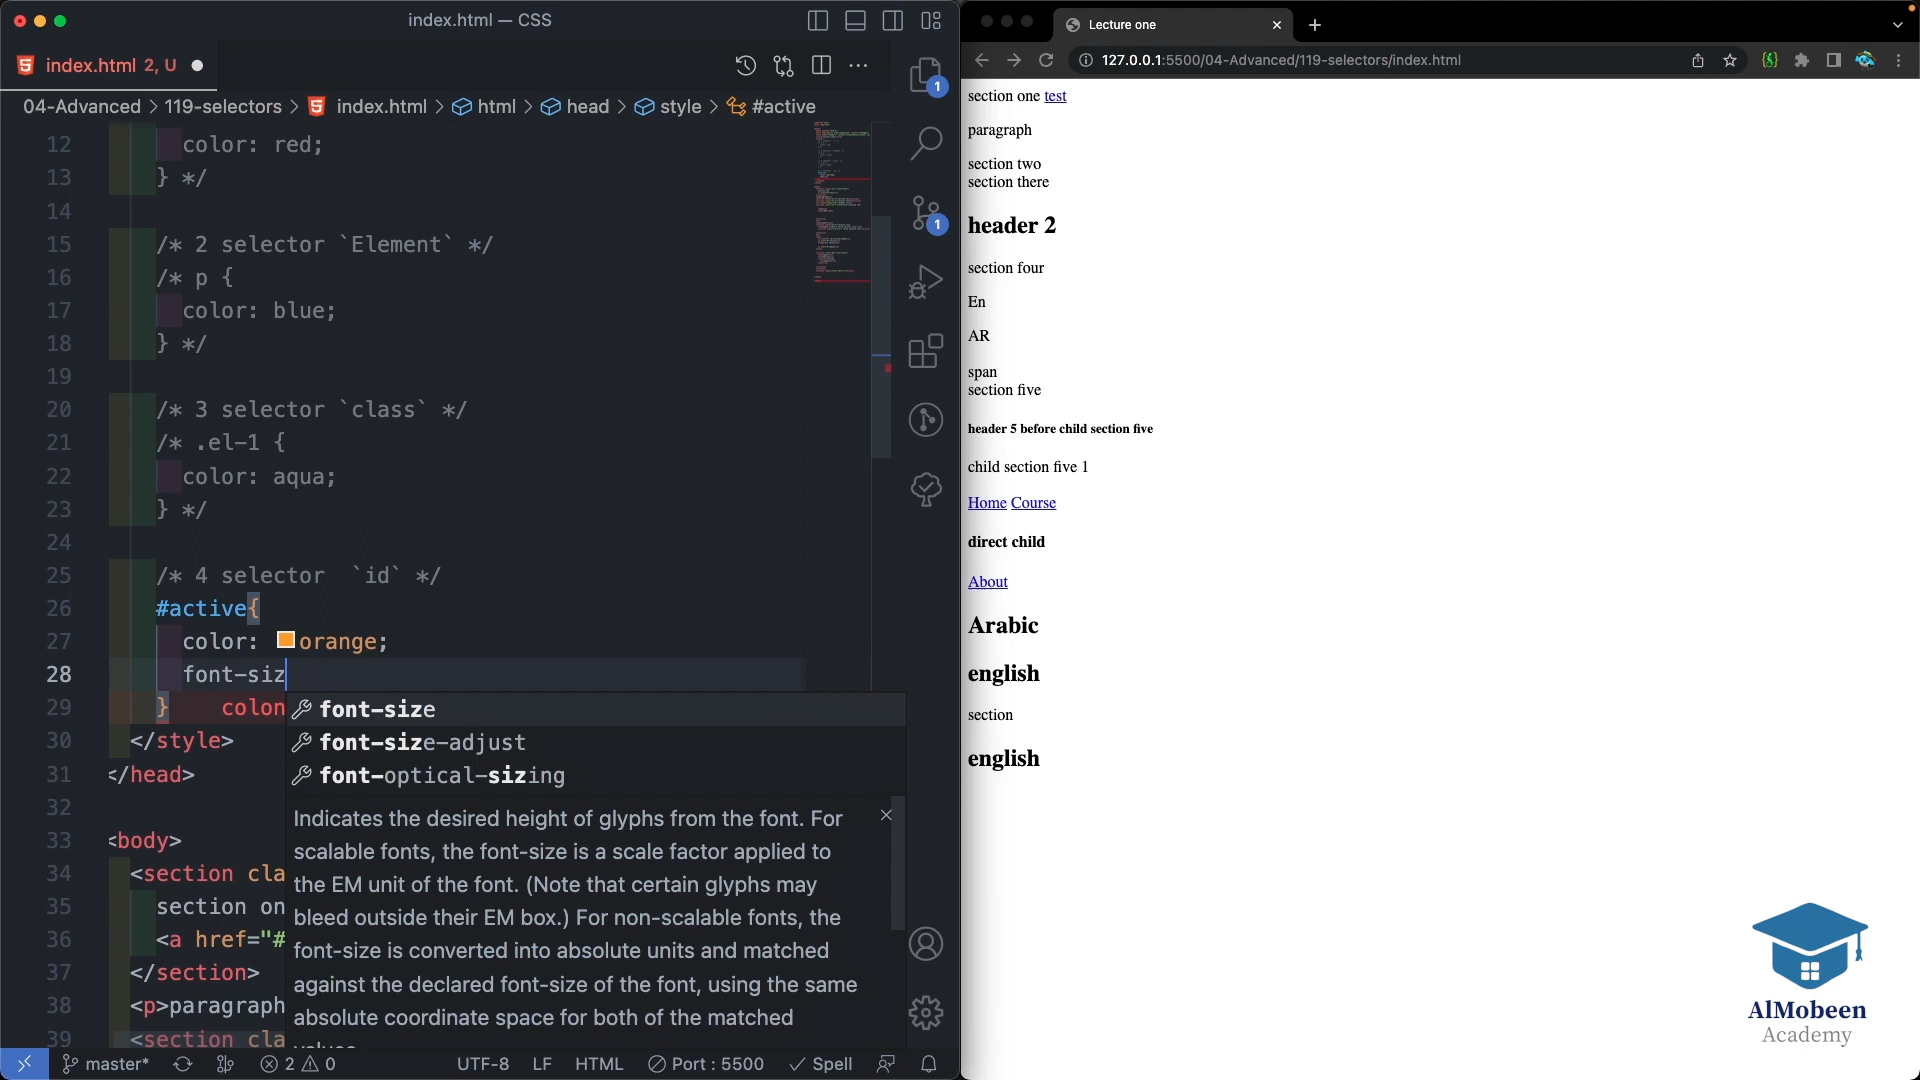 index.html — CSS
index.html 2, U
04-Advanced > 119-selectors > index.html > html > head > style > #active
12 color: red;
13 } */
14
15 /* 2 selector `Element` */
16 /* p {
17 color: blue;
18 } */
19
20 /* 3 selector `class` */
21 /* .el-1 {
22 color: aqua;
23 } */
24
25 /* 4 selector  `id` */
26 #active{
27 color: orange;
28 font-siz
29 } colon
30 </style>
31 </head>
32
33 <body>
34 <section cla
35 section on
36 <a href="#
37 </section>
38 <p>paragraph
39 <section cla
font-size
font-size-adjust
font-optical-sizing
Indicates the desired height of glyphs from the font. For
scalable fonts, the font-size is a scale factor applied to
the EM unit of the font. (Note that certain glyphs may
bleed outside their EM box.) For non-scalable fonts, the
font-size is converted into absolute units and matched
against the declared font-size of the font, using the same
absolute coordinate space for both of the matched
1
1
master* 2 0 UTF-8 LF HTML Port : 5500 Spell
Lecture one
127.0.0.1:5500/04-Advanced/119-selectors/index.html
section one test
paragraph
section two
section there
header 2
section four
En
AR
span
section five
header 5 before child section five
child section five 1
Home Course
direct child
About
Arabic
english
section
english
AlMobeen
Academy